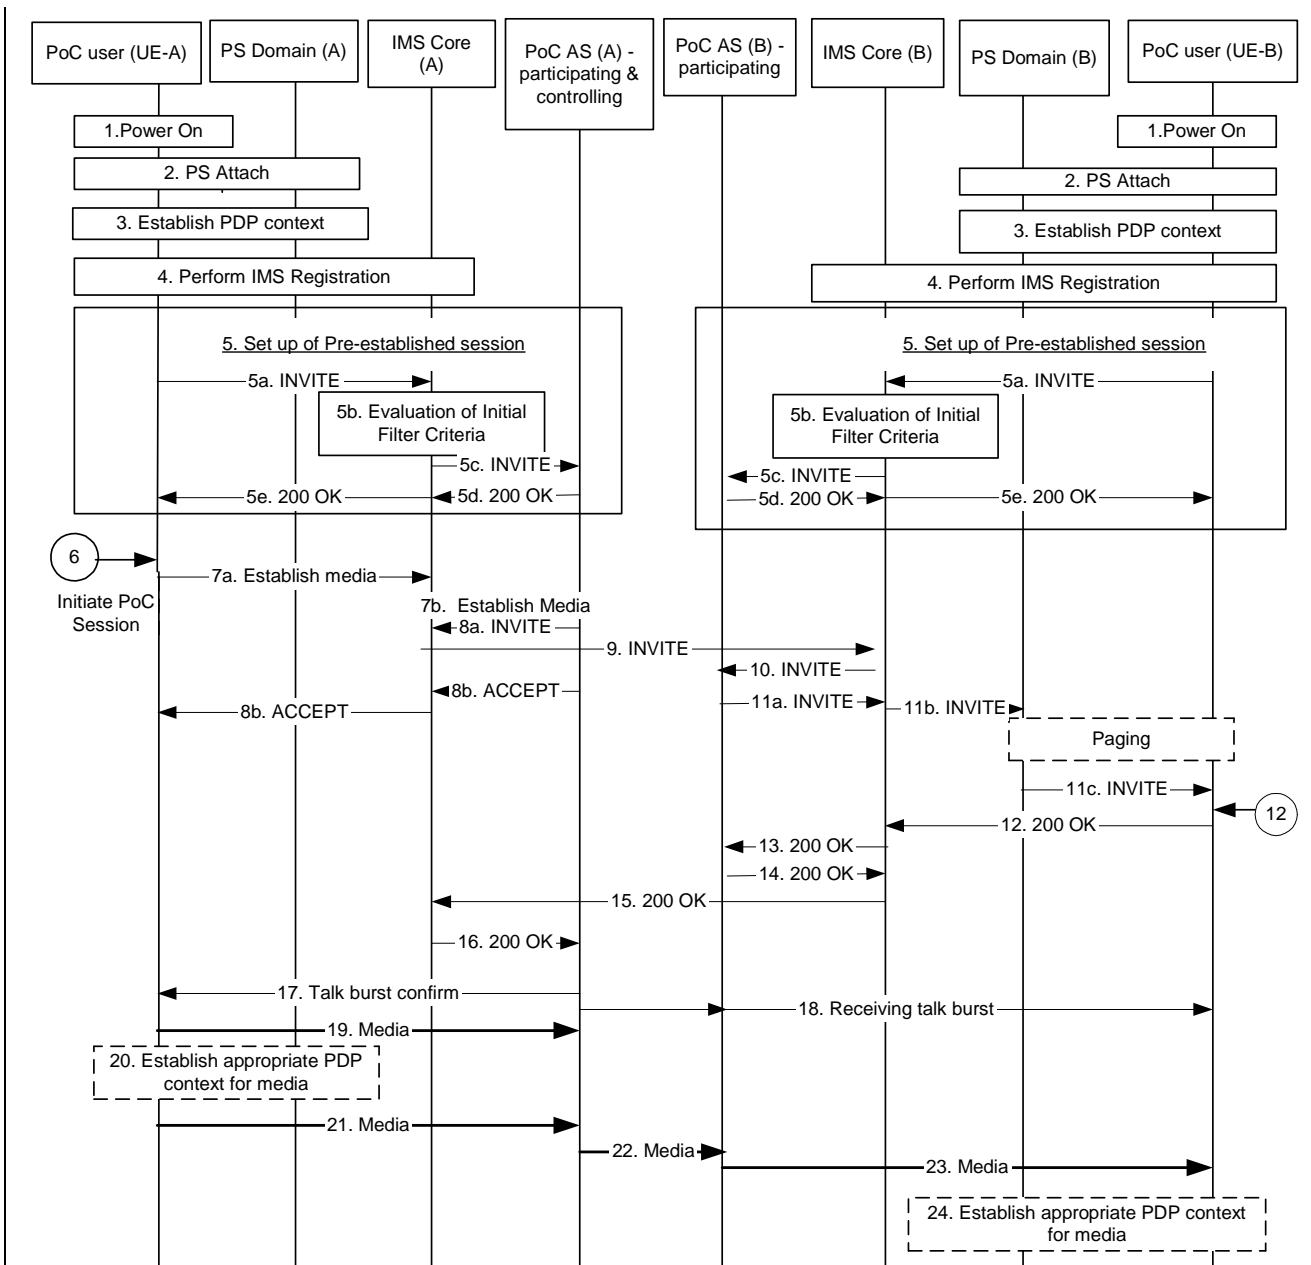 PoC user (UE-A)
PS Domain (A)
IMS Core
(A)
PoC AS (A) -
participating &
controlling
PoC AS (B) -
participating
IMS Core (B)
PS Domain (B)
PoC user (UE-B)
1.Power On
1.Power On
2. PS Attach
2. PS Attach
3. Establish PDP context
3. Establish PDP context
4. Perform IMS Registration
4. Perform IMS Registration
5. Set up of Pre-established session
5. Set up of Pre-established session
5a. INVITE
5a. INVITE
5b. Evaluation of Initial
Filter Criteria
5b. Evaluation of Initial
Filter Criteria
5c. INVITE
5c. INVITE
5e. 200 OK
5d. 200 OK
5d. 200 OK
5e. 200 OK
6
Initiate PoC
Session
7a. Establish media
7b. Establish Media
8a. INVITE
9. INVITE
10. INVITE
8b. ACCEPT
8b. ACCEPT
11a. INVITE
11b. INVITE
Paging
11c. INVITE
12
12. 200 OK
13. 200 OK
14. 200 OK
15. 200 OK
16. 200 OK
17. Talk burst confirm
18. Receiving talk burst
19. Media
20. Establish appropriate PDP
context for media
21. Media
22. Media
23. Media
24. Establish appropriate PDP context
for media